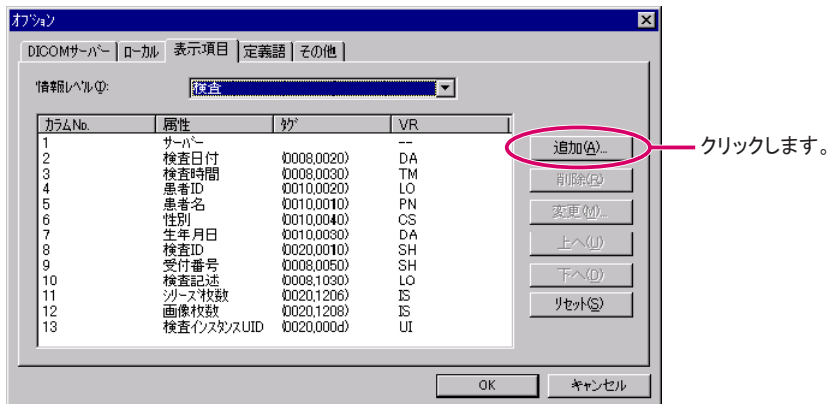 オプション
DICOMサーバー ローカル 表示項目 定義語 その他
情報レベル(I): 検査
カラムNo. 属性 タグ VR
1 サーバー --
2 検査日付 (0008,0020) DA
3 検査時間 (0008,0030) TM
4 患者ID (0010,0020) LO
5 患者名 (0010,0010) PN
6 性別 (0010,0040) CS
7 生年月日 (0010,0030) DA
8 検査ID (0020,0010) SH
9 受付番号 (0008,0050) SH
10 検査記述 (0008,1030) LO
11 シリーズ枚数 (0020,1206) IS
12 画像枚数 (0020,1208) IS
13 検査インスタンスUID (0020,000d) UI
追加(A)...
削除(R)
変更(M)...
上へ(U)
下へ(D)
リセット(S)
クリックします。
OK キャンセル